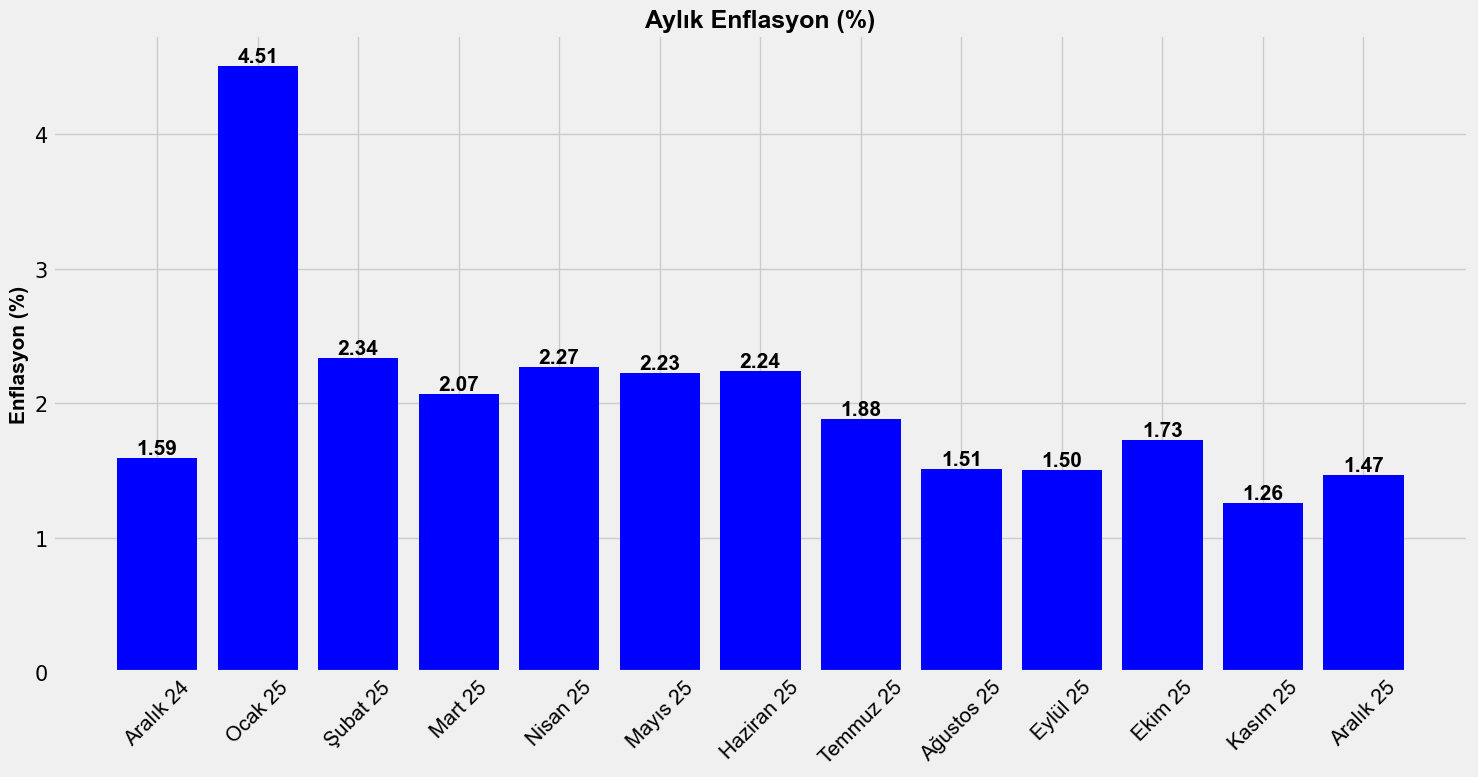 Aylık Enflasyon (%)
Enflasyon (%)
4
3
2
1
0
1.59
4.51
2.34
2.07
2.27
2.23
2.24
1.88
1.51
1.50
1.73
1.26
1.47
Aralık 24
Ocak 25
Şubat 25
Mart 25
Nisan 25
Mayıs 25
Haziran 25
Temmuz 25
Ağustos 25
Eylül 25
Ekim 25
Kasım 25
Aralık 25